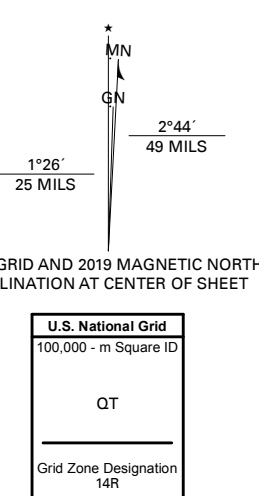 ★
MN
GN
2°44´
49 MILS
1°26´
25 MILS
GRID AND 2019 MAGNETIC NORTH
LINATION AT CENTER OF SHEET
U.S. National Grid
100,000 - m Square ID
QT
Grid Zone Designation
14R